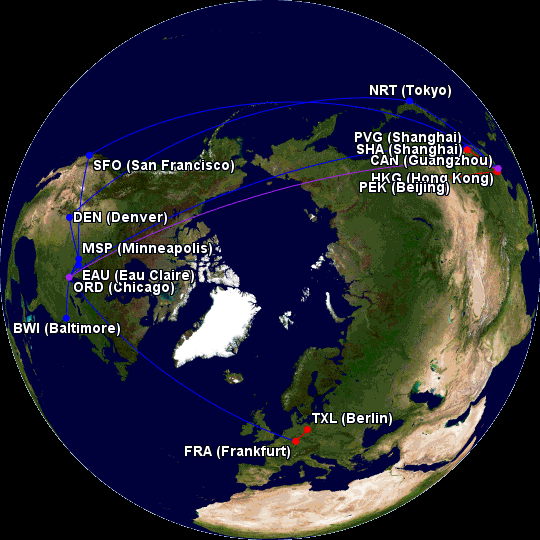 NRT (Tokyo)
PVG (Shanghai)
SHA (Shanghai)
CAN (Guangzhou)
SFO (San Francisco)
HKG (Hong Kong)
PEK (Beijing)
DEN (Denver)
MSP (Minneapolis)
EAU (Eau Claire)
ORD (Chicago)
BWI (Baltimore)
TXL (Berlin)
FRA (Frankfurt)